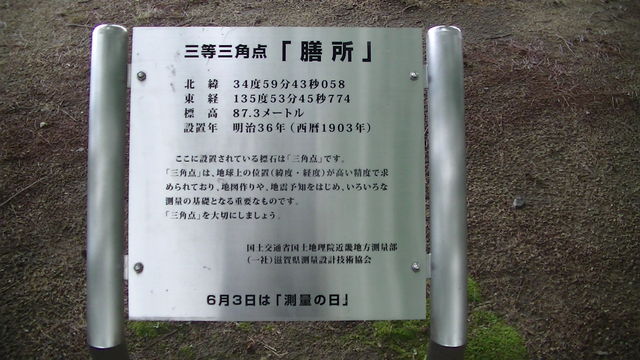 三等三角点「膳所」
北緯 34度59分43秒058
東経 135度53分45秒774
標高 87.3メートル
設置年 明治36年(西暦1903年)
ここに設置されている標石は「三角点」です。
「三角点」は、地球上の位置(緯度・経度)が高い精度で求
められており、地図作りや、地震予知をはじめ、いろいろな
測量の基礎となる重要なものです。
「三角点」を大切にしましょう。
国土交通省国土地理院近畿地方測量部
(一社)滋賀県測量設計技術協会
6月3日は「測量の日」